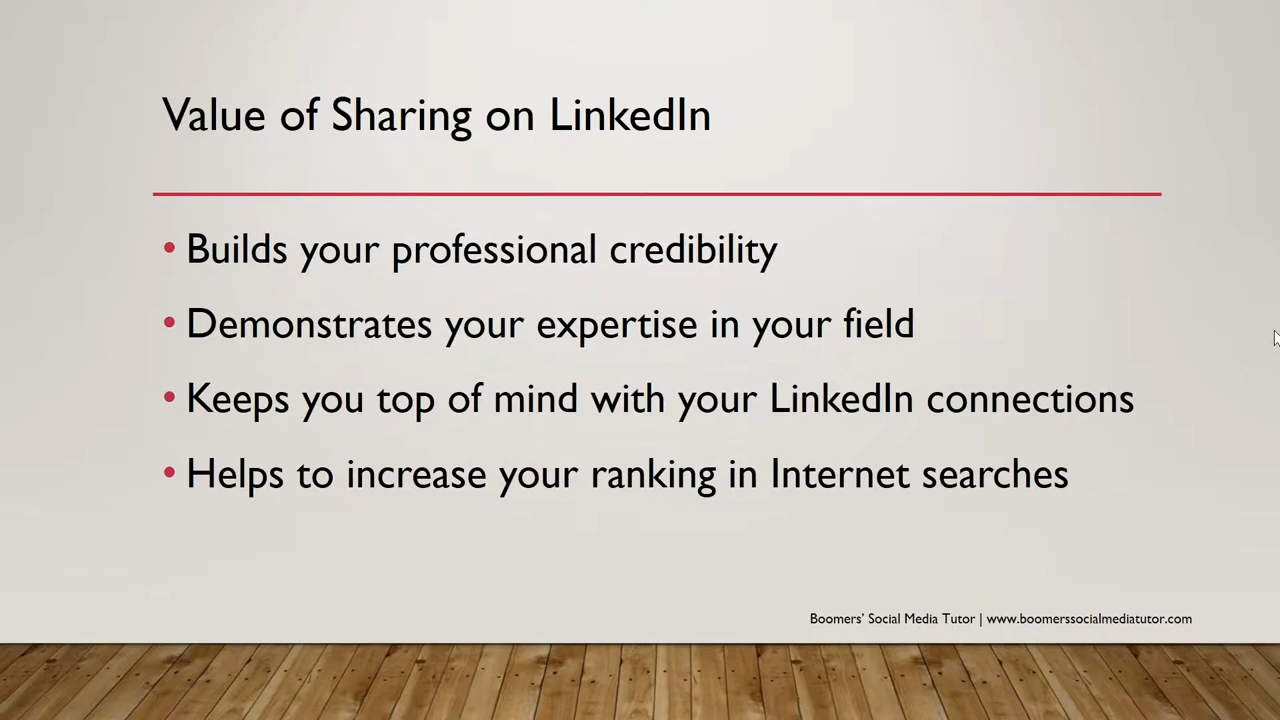 Value of Sharing on LinkedIn
• Builds your professional credibility
• Demonstrates your expertise in your field
• Keeps you top of mind with your LinkedIn connections
• Helps to increase your ranking in Internet searches
Boomers’ Social Media Tutor | www.boomerssocialmediatutor.com